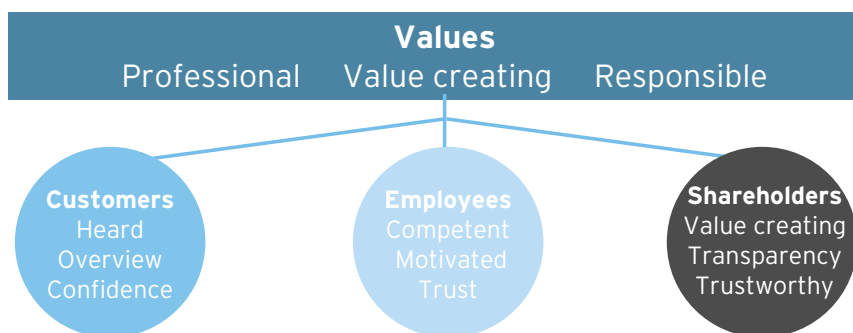 Values
Professional Value creating Responsible
Customers
Heard
Overview
Confidence
Employees
Competent
Motivated
Trust
Shareholders
Value creating
Transparency
Trustworthy